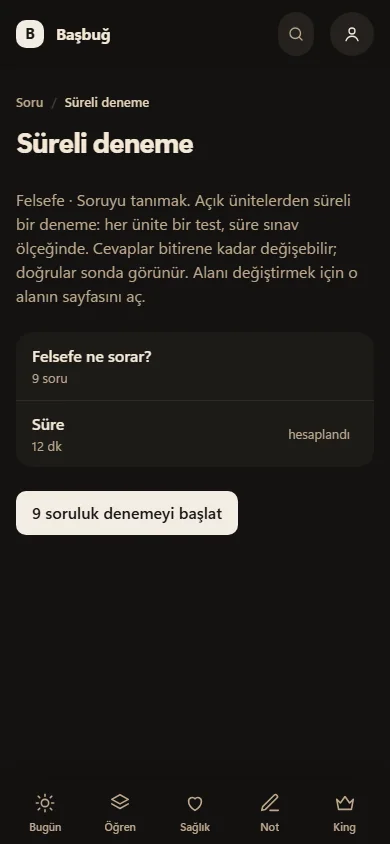 B Başbuğ
Soru / Süreli deneme
Süreli deneme
Felsefe · Soruyu tanımak. Açık ünitelerden süreli
bir deneme: her ünite bir test, süre sınav
ölçeğinde. Cevaplar bitirene kadar değişebilir;
doğrular sonda görünür. Alanı değiştirmek için o
alanın sayfasını aç.
Felsefe ne sorar?
9 soru
Süre
12 dk
hesaplandı
9 soruluk denemeyi başlat
Bugün Öğren Sağlık Not King